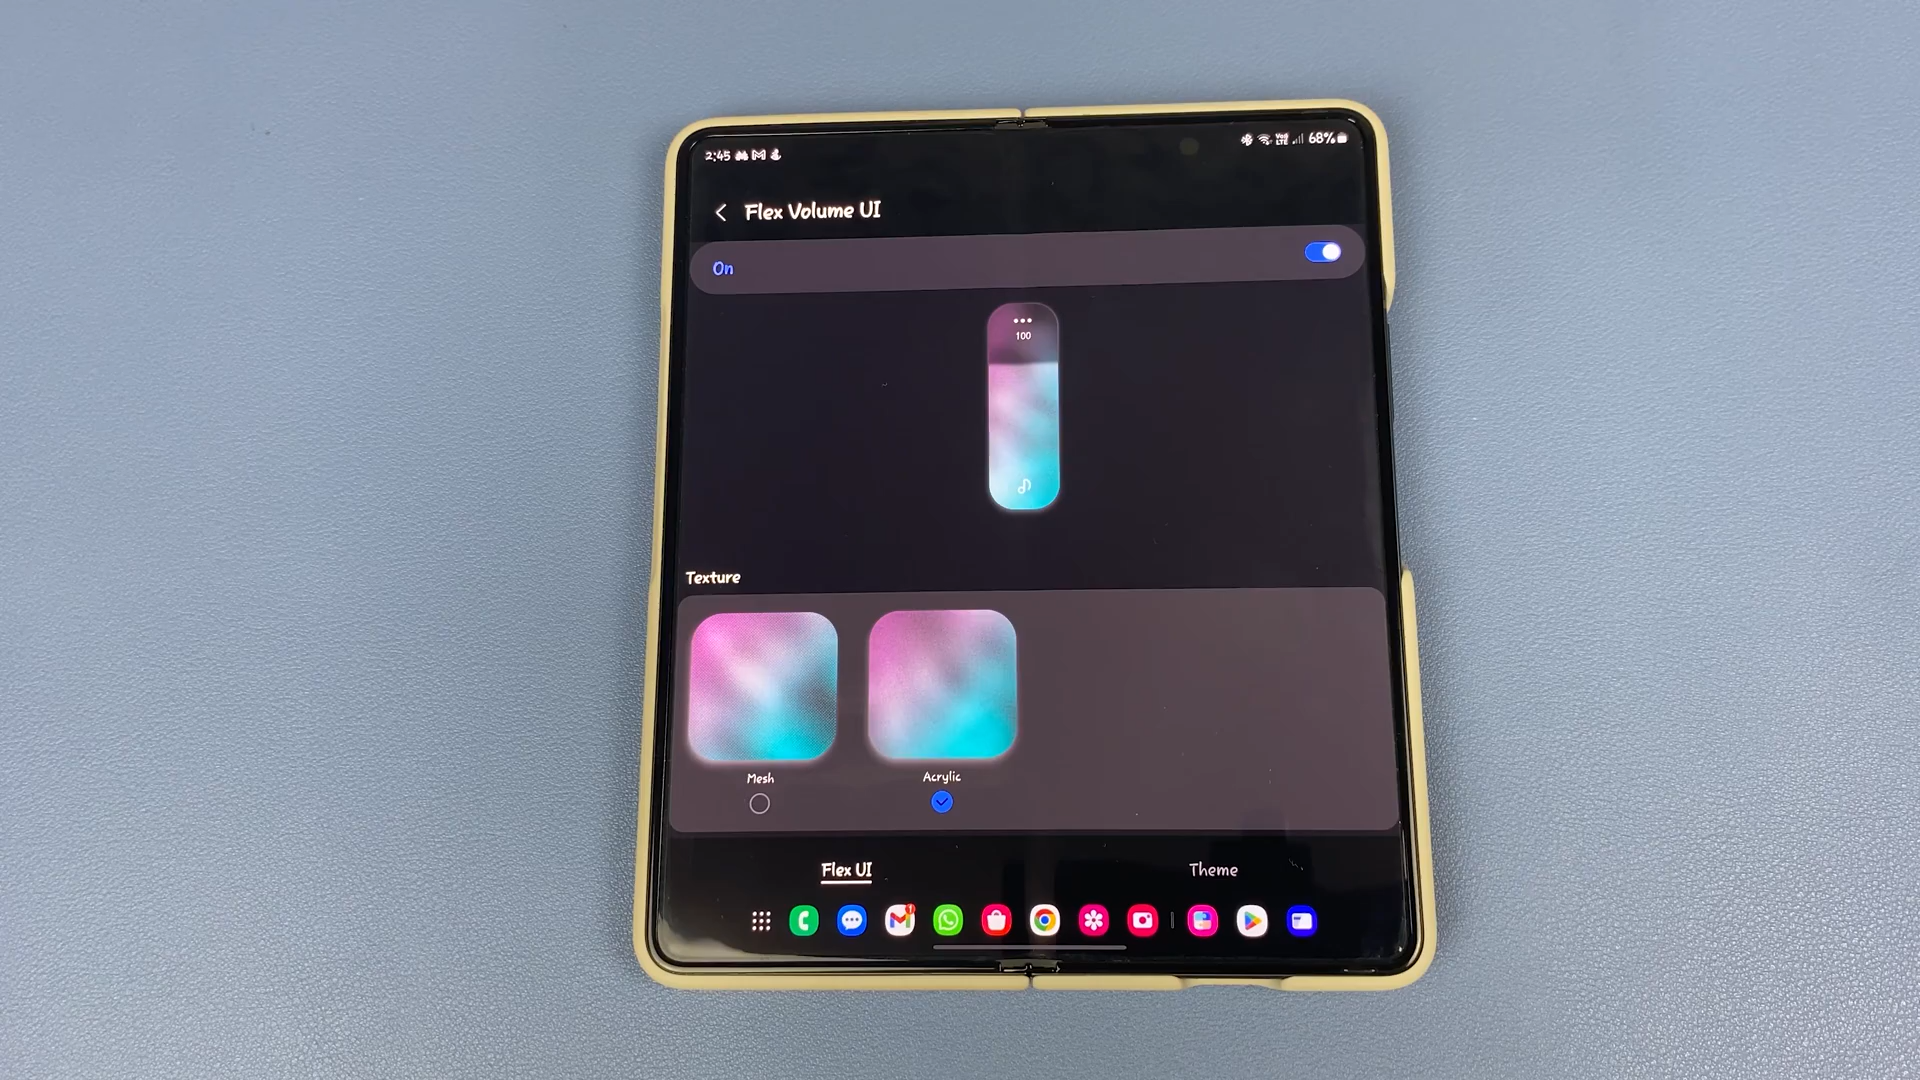 2:45
68%
Flex Volume UI
On
100
Texture
Mesh
Acrylic
Flex UI
Theme